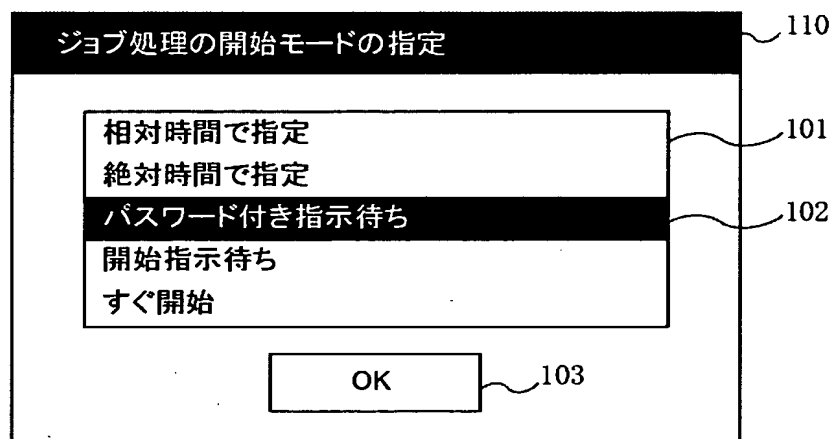 ジョブ処理の開始モードの指定
110
相対時間で指定
101
絶対時間で指定
パスワード付き指示待ち
102
開始指示待ち
すぐ開始
OK
103